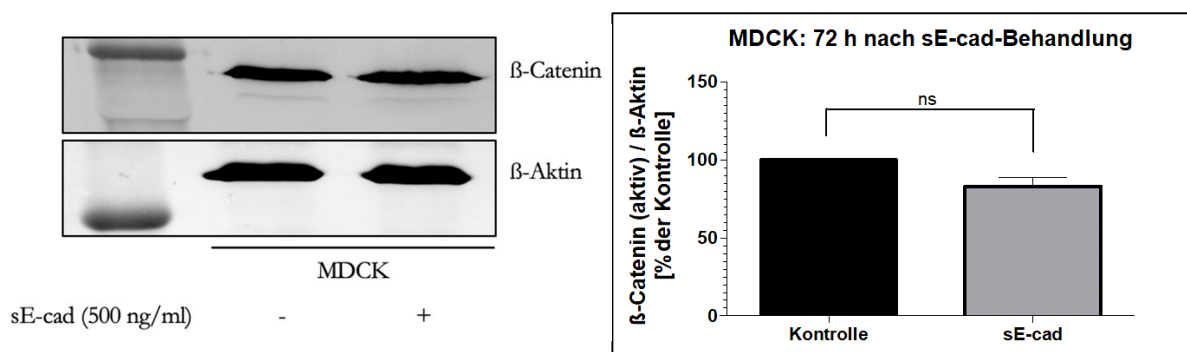 ß-Catenin
ß-Aktin
MDCK
sE-cad (500 ng/ml) - +
MDCK: 72 h nach sE-cad-Behandlung
ß-Catenin (aktiv) / ß-Aktin
[% der Kontrolle]
150
100
50
0
ns
Kontrolle sE-cad